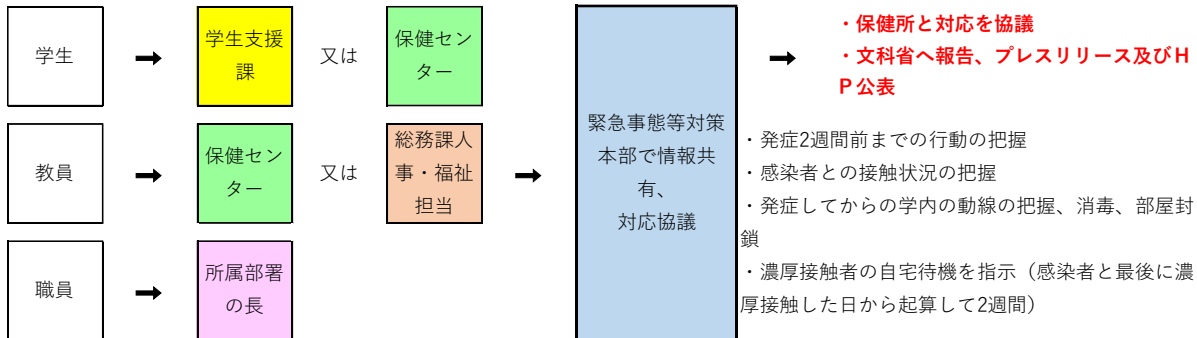 学生
学生支援
課
又は
保健セン
ター
教員
保健セン
ター
又は
総務課人
事・福祉
担当
職員
所属部署
の長
緊急事態等対策
本部で情報共
有、
対応協議
・保健所と対応を協議
・文科省へ報告、プレスリリース及びH
P公表
・発症2週間前までの行動の把握
・感染者との接触状況の把握
・発症してからの学内の動線の把握、消毒、部屋封
鎖
・濃厚接触者の自宅待機を指示（感染者と最後に濃
厚接触した日から起算して2週間）